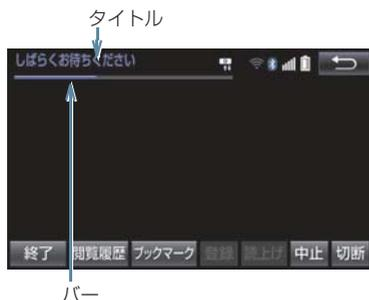 タイトル
しばらくお待ちください
終了 閲覧履歴 ブックマーク 登録 読上げ 中止 切断
バー